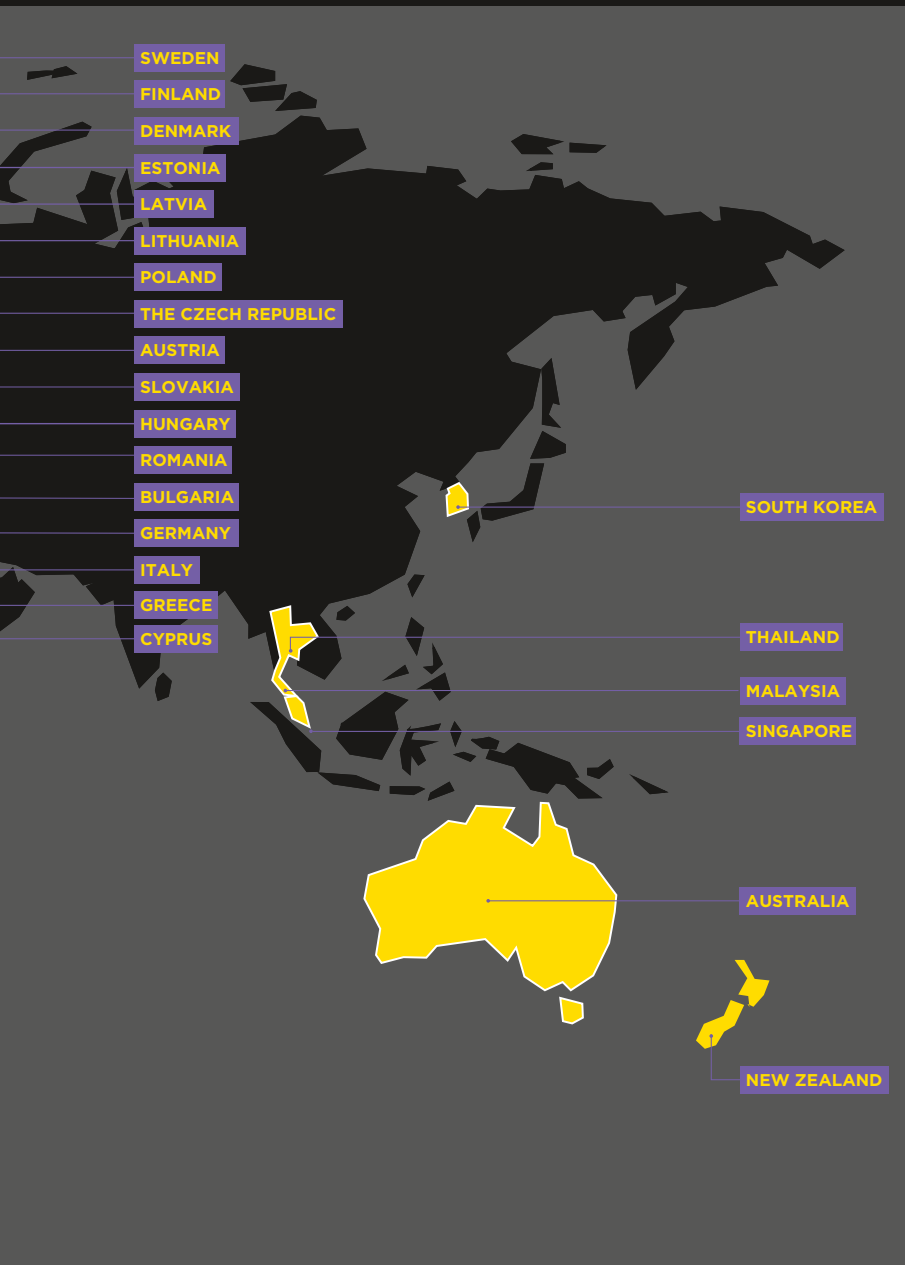 SWEDEN
FINLAND
DENMARK
ESTONIA
LATVIA
LITHUANIA
POLAND
THE CZECH REPUBLIC
AUSTRIA
SLOVAKIA
HUNGARY
ROMANIA
BULGARIA
GERMANY
ITALY
GREECE
CYPRUS
SOUTH KOREA
THAILAND
MALAYSIA
SINGAPORE
AUSTRALIA
NEW ZEALAND